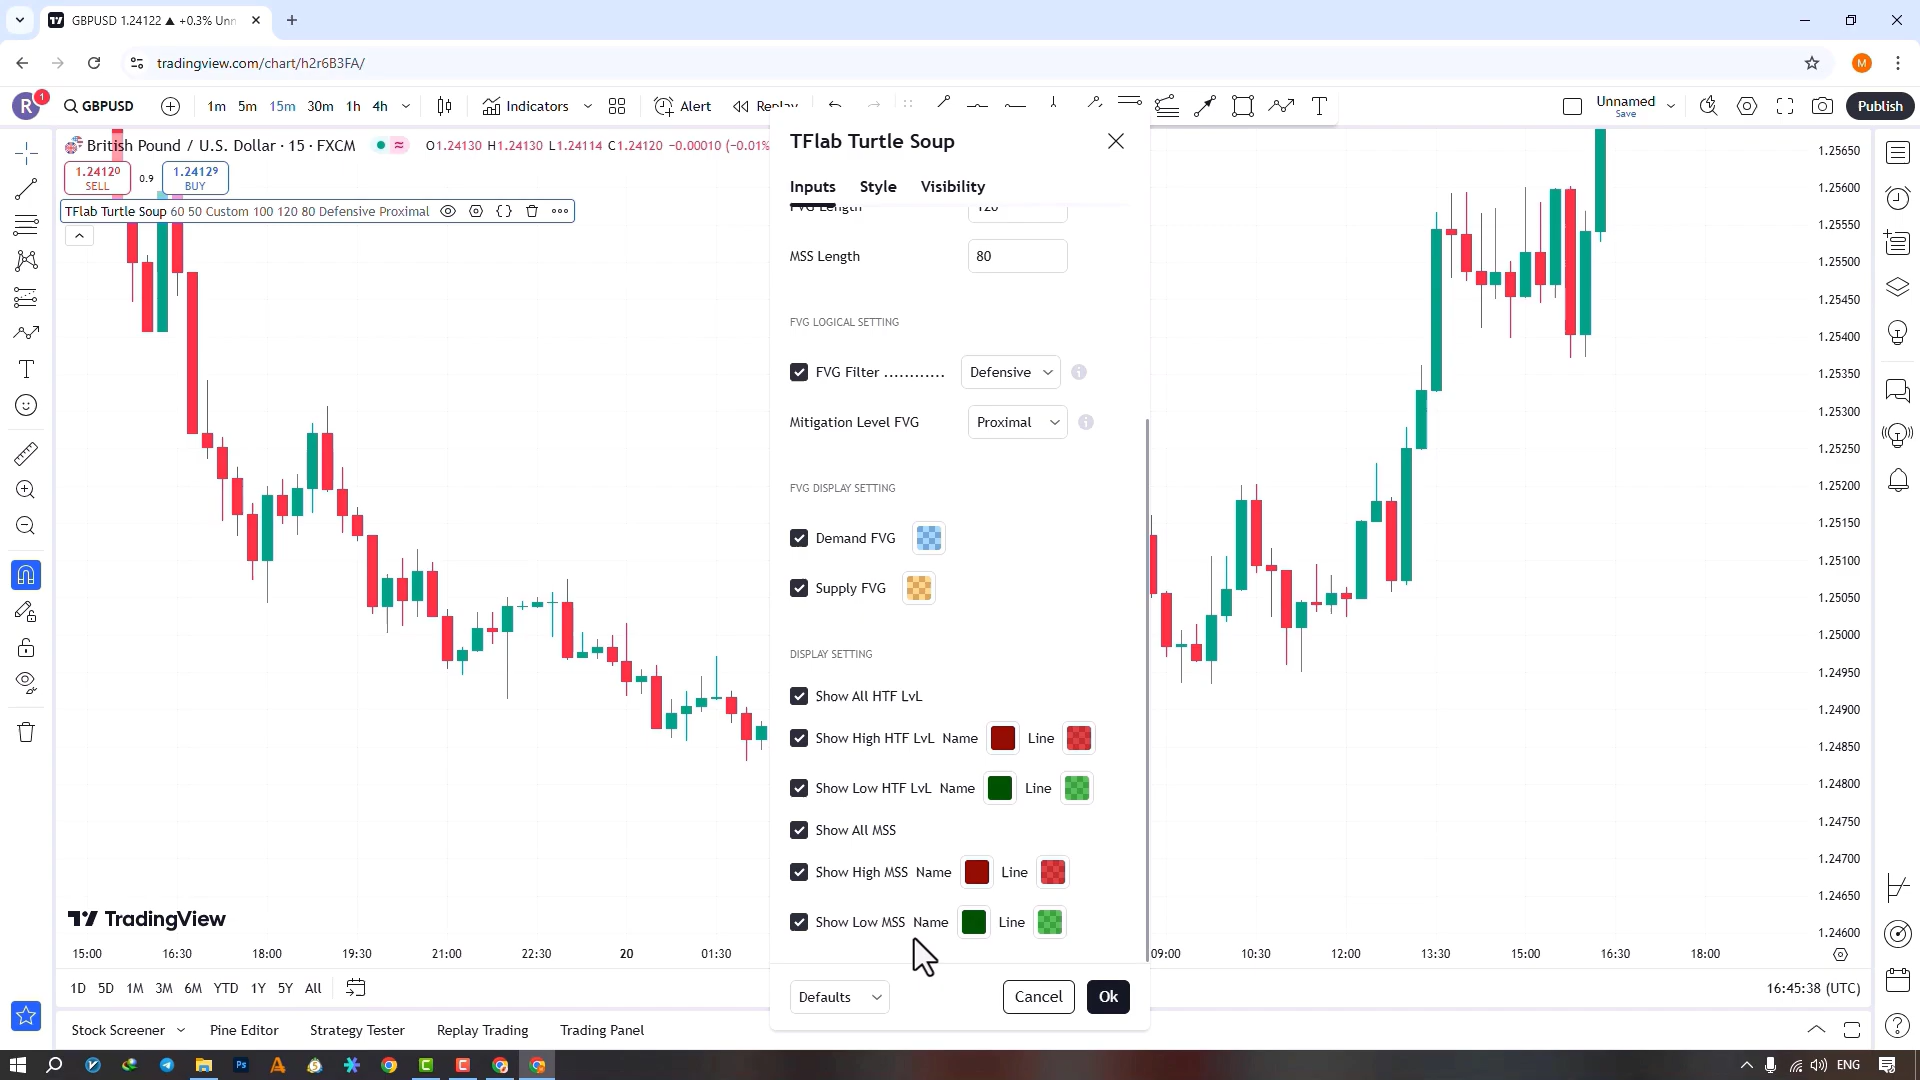 GBPUSD 1.24122 ▲ +0.3% Unn
tradingview.com/chart/h2r6B3FA/
M
R 1
GBPUSD
1m 5m 15m 30m 1h 4h
Indicators
Alert
Replay
Unnamed
Save
Publish
British Pound / U.S. Dollar · 15 · FXCM
O1.24130 H1.24130 L1.24114 C1.24120 -0.00010 (-0.01%
1.24120
SELL
0.9
1.24129
BUY
TFlab Turtle Soup 60 50 Custom 100 120 80 Defensive Proximal
TFlab Turtle Soup
Inputs Style Visibility
FVG Length 120
MSS Length 80
FVG LOGICAL SETTING
FVG Filter ............ Defensive
Mitigation Level FVG Proximal
FVG DISPLAY SETTING
Demand FVG
Supply FVG
DISPLAY SETTING
Show All HTF LvL
Show High HTF LvL Name Line
Show Low HTF LvL Name Line
Show All MSS
Show High MSS Name Line
Show Low MSS Name Line
Defaults Cancel Ok
1.25650
1.25600
1.25550
1.25500
1.25450
1.25400
1.25350
1.25300
1.25250
1.25200
1.25150
1.25100
1.25050
1.25000
1.24950
1.24900
1.24850
1.24800
1.24750
1.24700
1.24650
1.24600
TradingView
15:00 16:30 18:00 19:30 21:00 22:30 20 01:30 09:00 10:30 12:00 13:30 15:00 16:30 18:00
1D 5D 1M 3M 6M YTD 1Y 5Y All
16:45:38 (UTC)
Stock Screener Pine Editor Strategy Tester Replay Trading Trading Panel
Ps
ENG